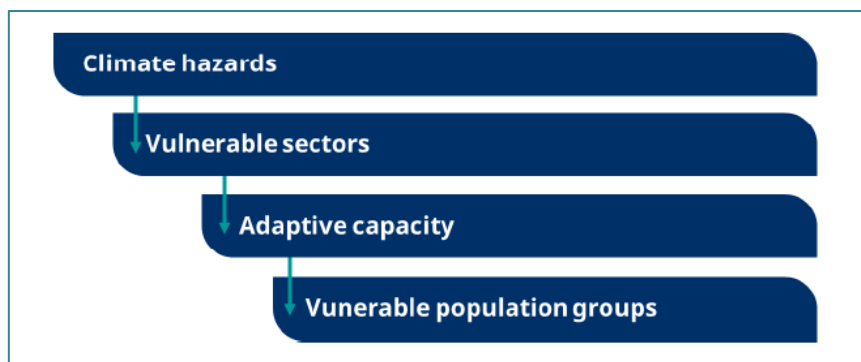 Climate hazards
Vulnerable sectors
Adaptive capacity
Vunerable population groups